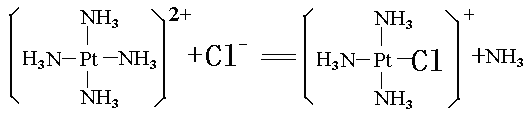 NH₃ NH₃
[H₃N—Pt—NH₃]²⁺ +Cl⁻ ══ [H₃N—Pt—Cl]⁺ +NH₃
NH₃ NH₃